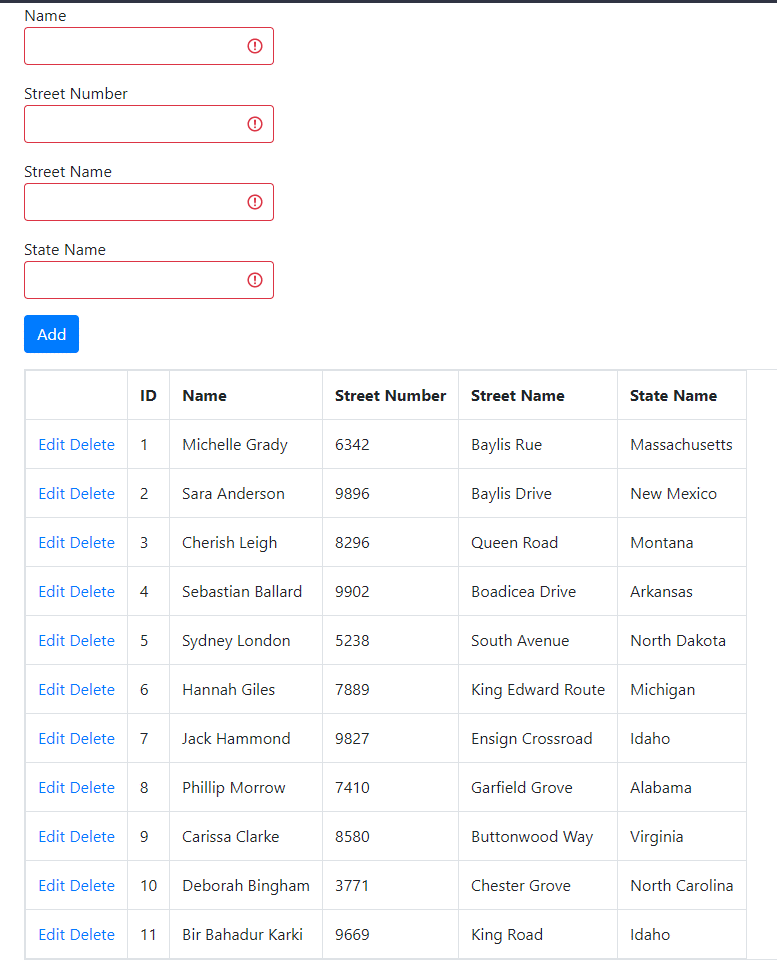 Name
Street Number
Street Name
State Name
Add
ID Name Street Number Street Name State Name
Edit Delete 1 Michelle Grady 6342 Baylis Rue Massachusetts
Edit Delete 2 Sara Anderson 9896 Baylis Drive New Mexico
Edit Delete 3 Cherish Leigh 8296 Queen Road Montana
Edit Delete 4 Sebastian Ballard 9902 Boadicea Drive Arkansas
Edit Delete 5 Sydney London 5238 South Avenue North Dakota
Edit Delete 6 Hannah Giles 7889 King Edward Route Michigan
Edit Delete 7 Jack Hammond 9827 Ensign Crossroad Idaho
Edit Delete 8 Phillip Morrow 7410 Garfield Grove Alabama
Edit Delete 9 Carissa Clarke 8580 Buttonwood Way Virginia
Edit Delete 10 Deborah Bingham 3771 Chester Grove North Carolina
Edit Delete 11 Bir Bahadur Karki 9669 King Road Idaho